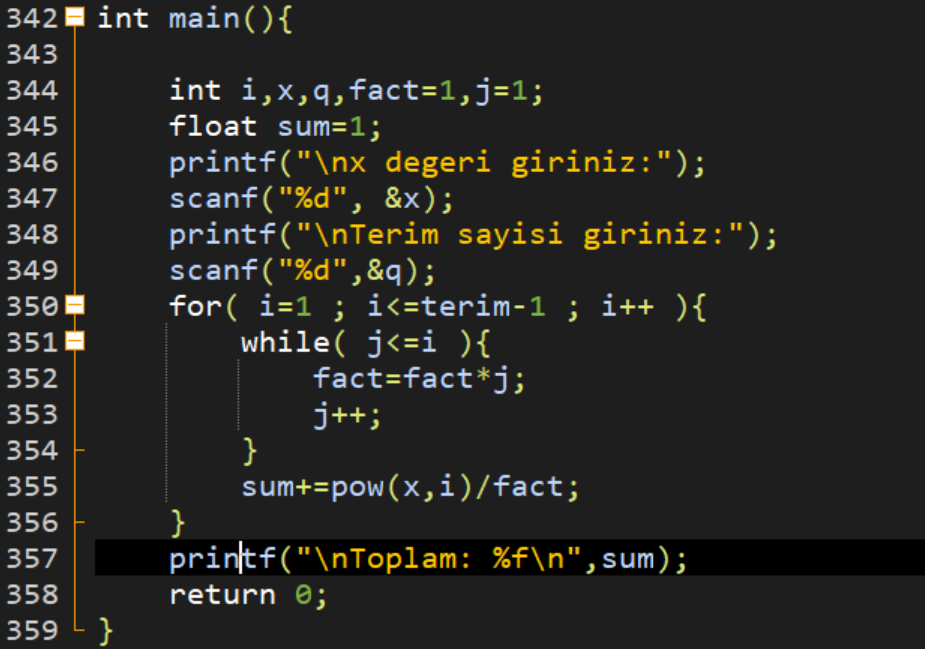 342 int main(){
343
344 int i,x,q,fact=1,j=1;
345 float sum=1;
346 printf("\nx degeri giriniz:");
347 scanf("%d", &x);
348 printf("\nTerim sayisi giriniz:");
349 scanf("%d",&q);
350 for( i=1 ; i<=terim-1 ; i++ ){
351 while( j<=i ){
352 fact=fact*j;
353 j++;
354 }
355 sum+=pow(x,i)/fact;
356 }
357 printf("\nToplam: %f\n",sum);
358 return 0;
359 }